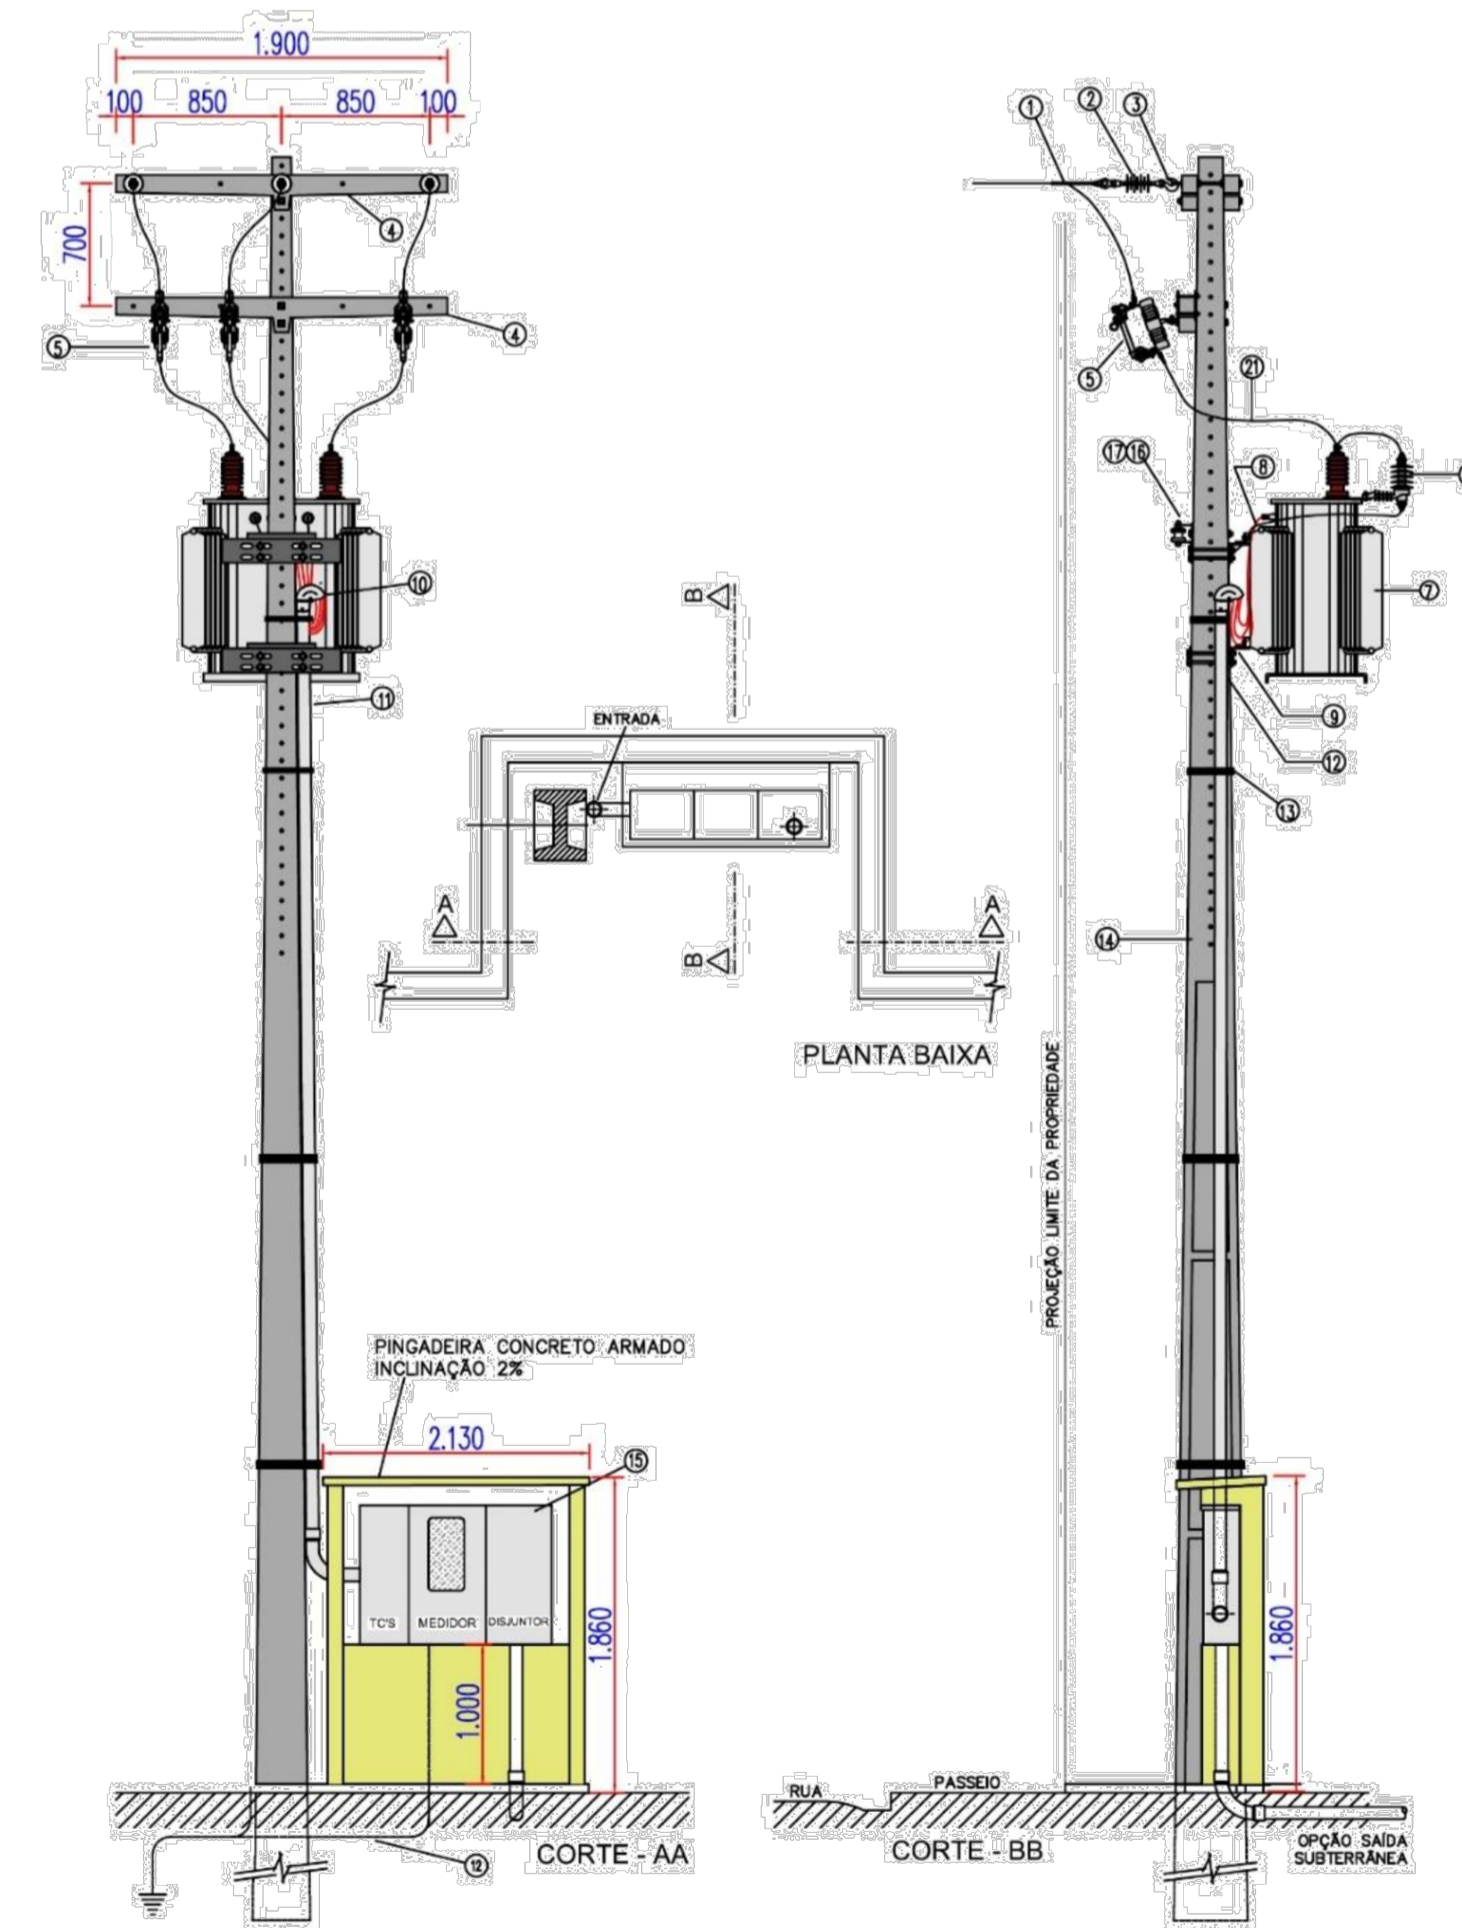 1.900
100 850 850 100
700
4
4
5
10
11
1
2
3
5
21
17 16
8
7
9
12
13
14
ENTRADA
B
A
A
B
PLANTA BAIXA
PROJEÇÃO LIMITE DA PROPRIEDADE
PINGADEIRA CONCRETO ARMADO
INCLINAÇÃO 2%
2.130
15
TC'S MEDIDOR DISJUNTOR
1.000
1.860
12
CORTE - AA
1.860
RUA
PASSEIO
CORTE - BB
OPÇÃO SAÍDA
SUBTERRÂNEA